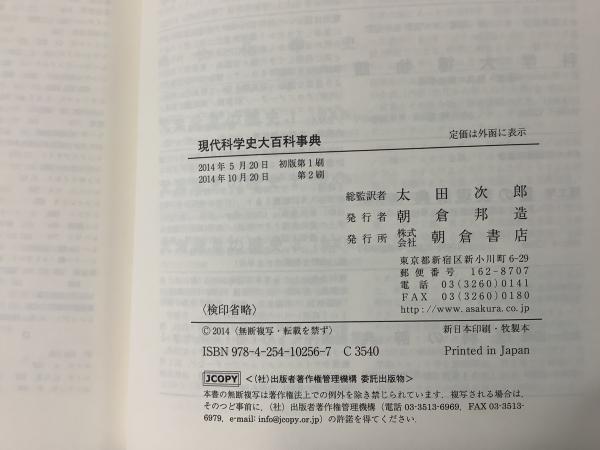 現代科学史大百科事典
定価は外函に表示
2014年5月20日 初版第1刷
2014年10月20日 第2刷
総監訳者 太田次郎
発行者 朝倉邦造
発行所 株式会社 朝倉書店
東京都新宿区新小川町6-29
郵便番号 162-8707
電話 03(3260)0141
FAX 03(3260)0180
http://www.asakura.co.jp
〈検印省略〉
©2014〈無断複写・転載を禁ず〉
新日本印刷・牧製本
ISBN 978-4-254-10256-7 C 3540
Printed in Japan
JCOPY <(社)出版者著作権管理機構 委託出版物>
本書の無断複写は著作権法上での例外を除き禁じられています.複写される場合は,
そのつど事前に,(社)出版者著作権管理機構(電話 03-3513-6969,FAX 03-3513-
6979,e-mail: info@jcopy.or.jp)の許諾を得てください.